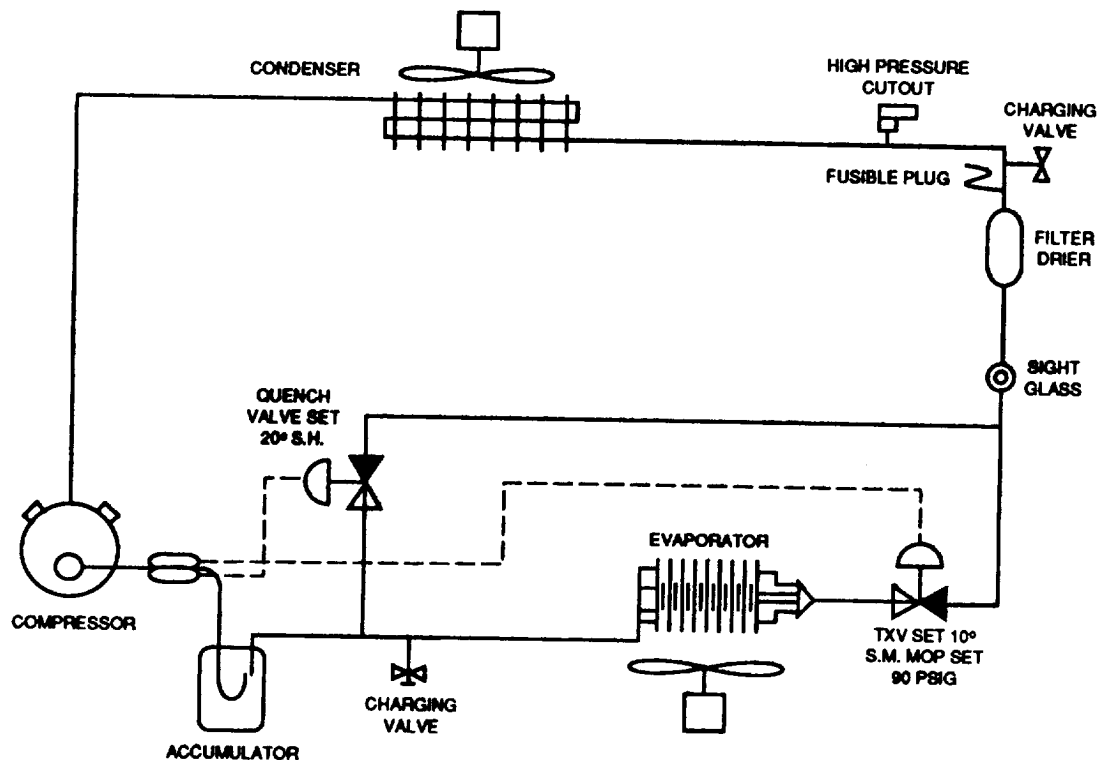 CONDENSER
HIGH PRESSURE
CUTOUT
CHARGING
VALVE
FUSIBLE PLUG
FILTER
DRIER
SIGHT
GLASS
QUENCH
VALVE SET
20° S.H.
EVAPORATOR
COMPRESSOR
TXV SET 10°
S.M. MOP SET
90 PSIG
CHARGING
VALVE
ACCUMULATOR